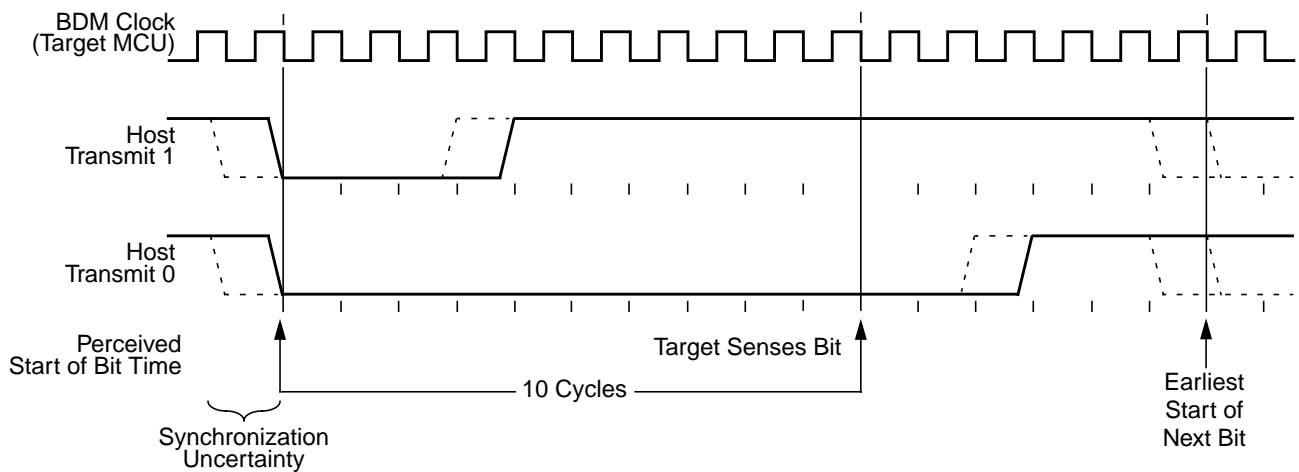 BDM Clock
(Target MCU)
Host
Transmit 1
Host
Transmit 0
Perceived
Start of Bit Time
Target Senses Bit
10 Cycles
Earliest
Start of
Next Bit
Synchronization
Uncertainty